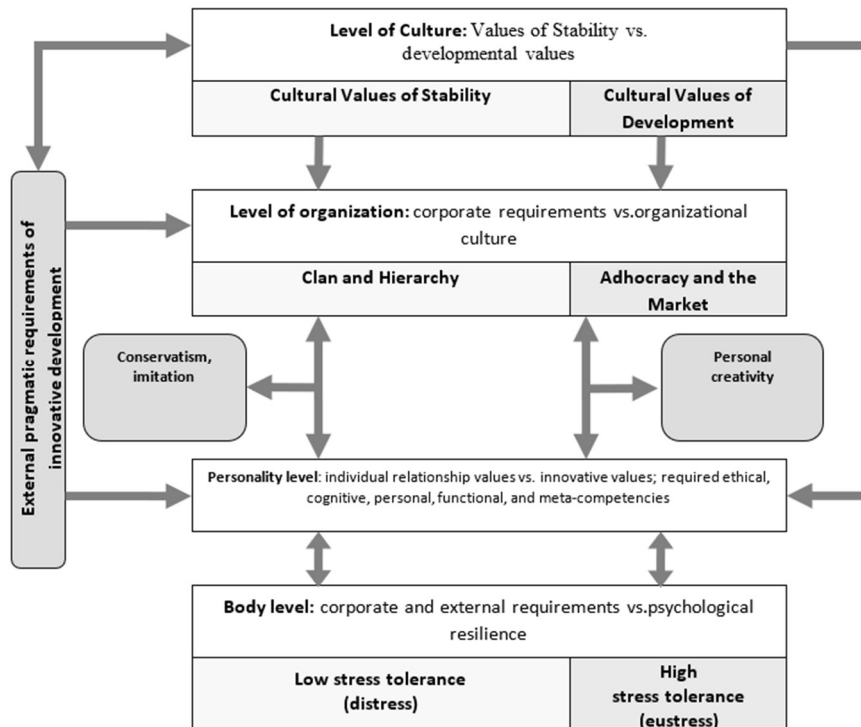 Level of Culture: Values of Stability vs.
developmental values
Cultural Values of Stability
Cultural Values of
Development
External pragmatic requirements of
innovative development
Level of organization: corporate requirements vs.organizational
culture
Clan and Hierarchy
Adhocracy and the
Market
Conservatism,
imitation
Personal
creativity
Personality level: individual relationship values vs. innovative values; required ethical,
cognitive, personal, functional, and meta-competencies
Body level: corporate and external requirements vs.psychological
resilience
Low stress tolerance
(distress)
High
stress tolerance
(eustress)